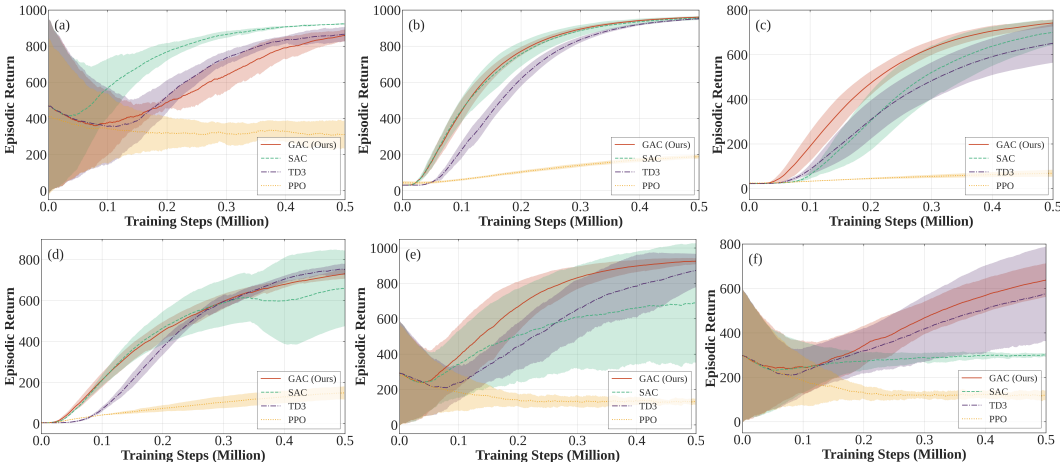 (a)
Episodic Return
1000
800
600
400
200
0
0.0 0.1 0.2 0.3 0.4 0.5
Training Steps (Million)
GAC (Ours)
SAC
TD3
PPO
(b)
Episodic Return
1000
800
600
400
200
0
0.0 0.1 0.2 0.3 0.4 0.5
Training Steps (Million)
GAC (Ours)
SAC
TD3
PPO
(c)
Episodic Return
800
600
400
200
0
0.0 0.1 0.2 0.3 0.4 0.5
Training Steps (Million)
GAC (Ours)
SAC
TD3
PPO
(d)
Episodic Return
800
600
400
200
0
0.0 0.1 0.2 0.3 0.4 0.5
Training Steps (Million)
GAC (Ours)
SAC
TD3
PPO
(e)
Episodic Return
1000
800
600
400
200
0
0.0 0.1 0.2 0.3 0.4 0.5
Training Steps (Million)
GAC (Ours)
SAC
TD3
PPO
(f)
Episodic Return
800
600
400
200
0
0.0 0.1 0.2 0.3 0.4 0.5
Training Steps (Million)
GAC (Ours)
SAC
TD3
PPO